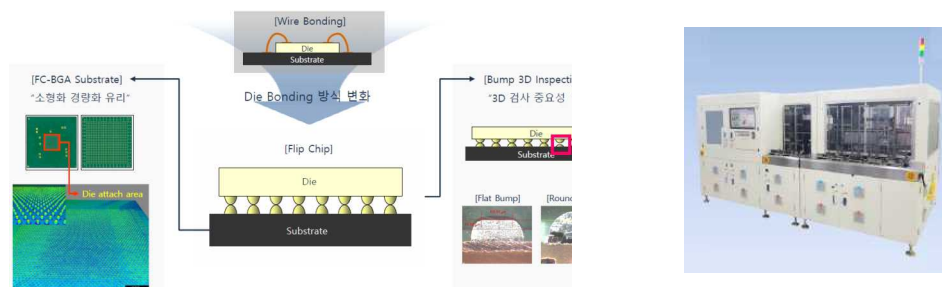 [Wire Bonding]
Die
Substrate
Die Bonding 방식 변화
[FC-BGA Substrate]
"소형화 경량화 유리"
Die attach area
[Flip Chip]
Die
Substrate
[Bump 3D Inspecti
"3D 검사 중요성
Die
Substrate
[Flat Bump]
[Roun